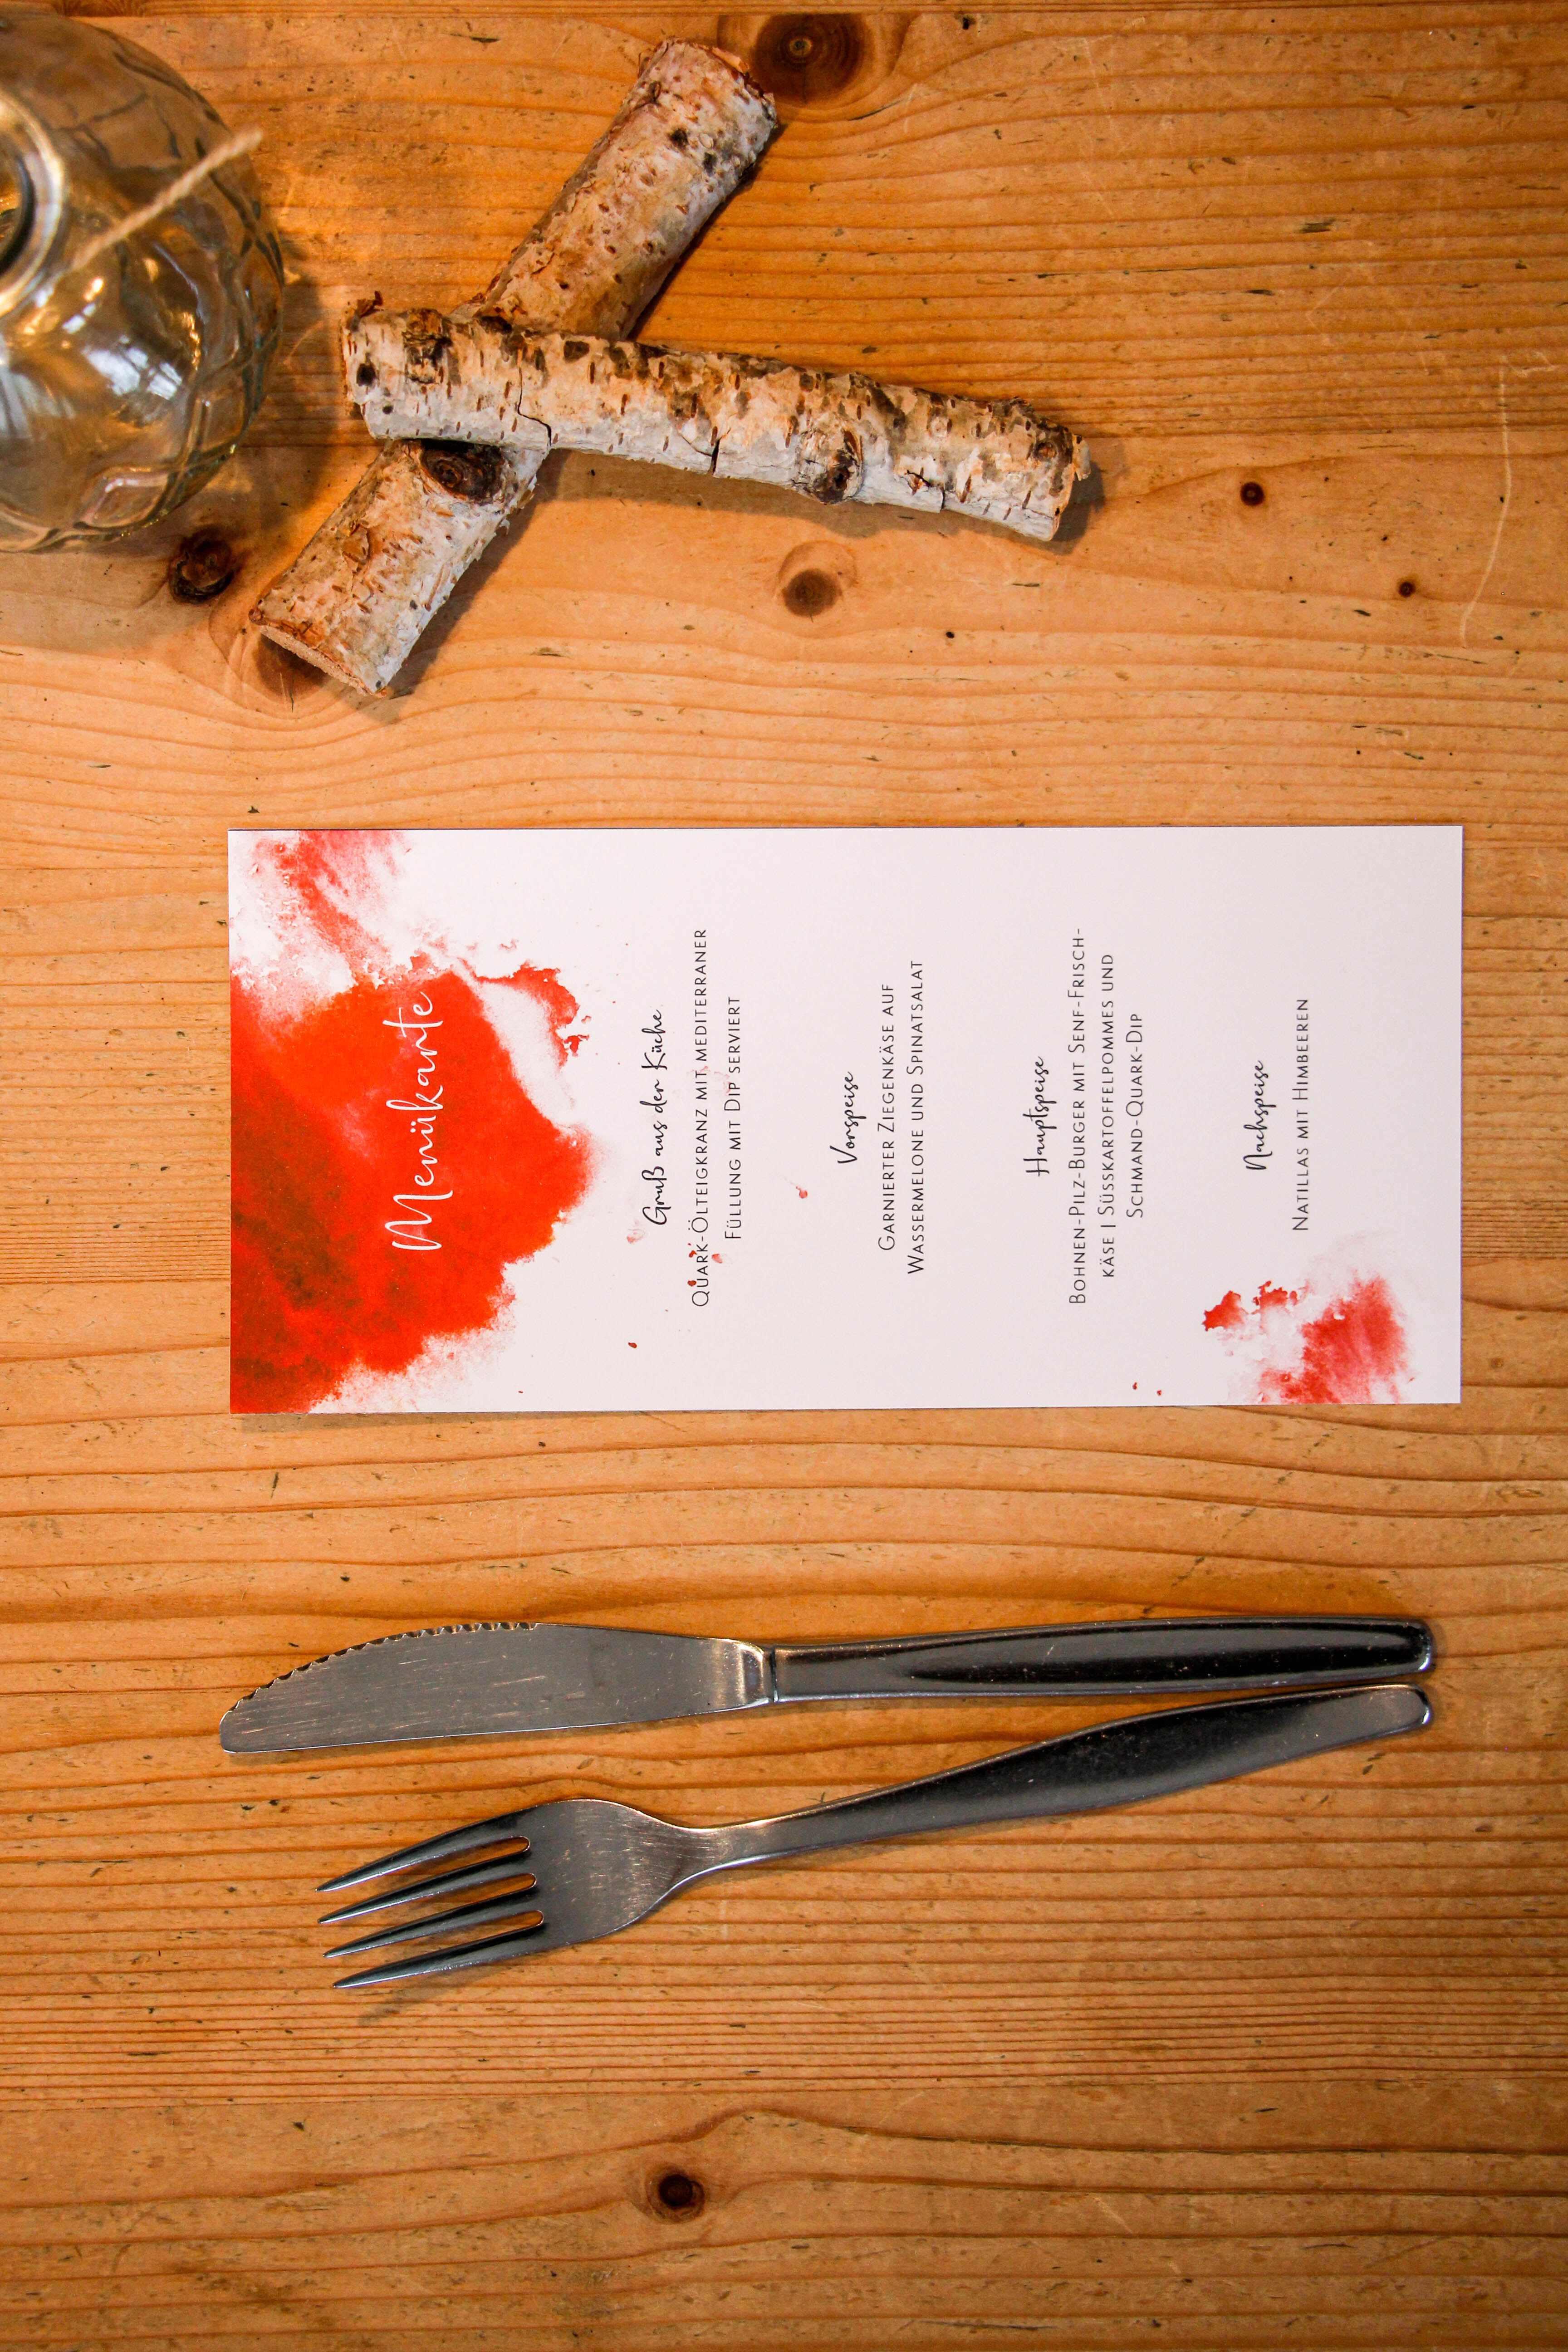 Menükarte
Gruß aus der Küche
Quark-Ölteigkranz mit mediterraner
Füllung mit Dip serviert
Vorspeise
Garnierter Ziegenkäse auf
Wassermelone und Spinatsalat
Hauptspeise
Bohnen-Pilz-Burger mit Senf-Frisch-
käse | Süsskartoffelpommes und
Schmand-Quark-Dip
Nachspeise
Natillas mit Himbeeren